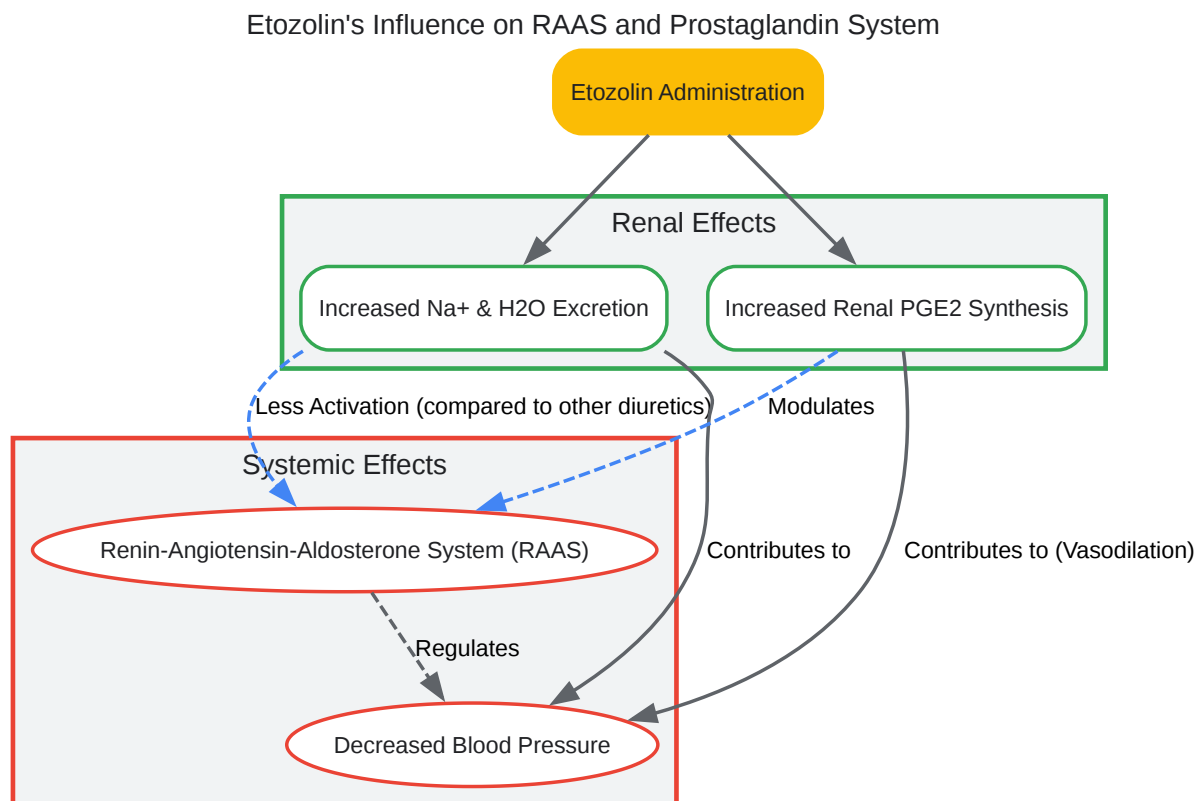 Etozolin's Influence on RAAS and Prostaglandin System
Etozolin Administration
Renal Effects
Increased Na+ & H2O Excretion
Increased Renal PGE2 Synthesis
Less Activation (compared to other diuretics)
Modulates
Systemic Effects
Renin-Angiotensin-Aldosterone System (RAAS)
Contributes to
Contributes to (Vasodilation)
Regulates
Decreased Blood Pressure